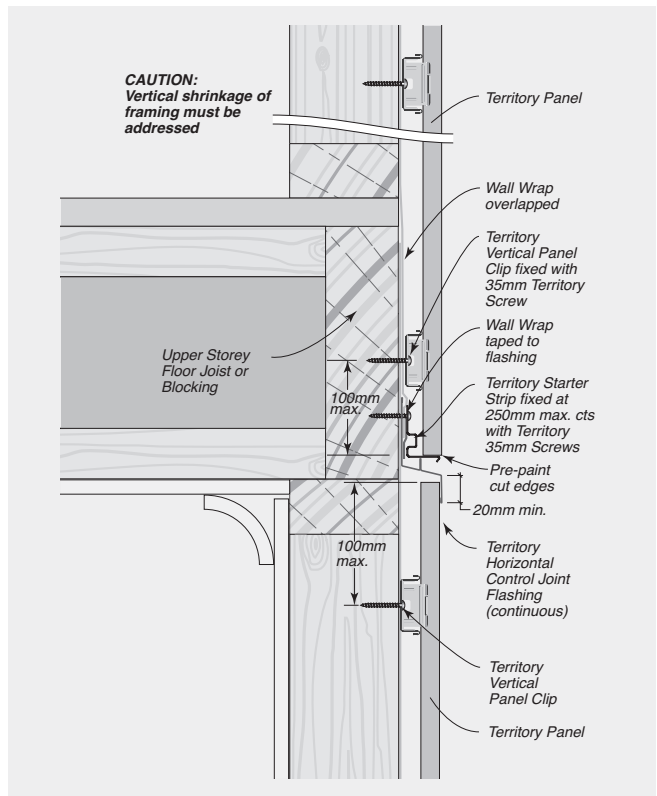 CAUTION:
Vertical shrinkage of
framing must be
addressed
Territory Panel
Wall Wrap
overlapped
Territory
Vertical Panel
Clip fixed with
35mm Territory
Screw
Wall Wrap
taped to
flashing
Upper Storey
Floor Joist or
Blocking
100mm
max.
Territory Starter
Strip fixed at
250mm max. cts
with Territory
35mm Screws
Pre-paint
cut edges
20mm min.
100mm
max.
Territory
Horizontal
Control Joint
Flashing
(continuous)
Territory
Vertical
Panel Clip
Territory Panel